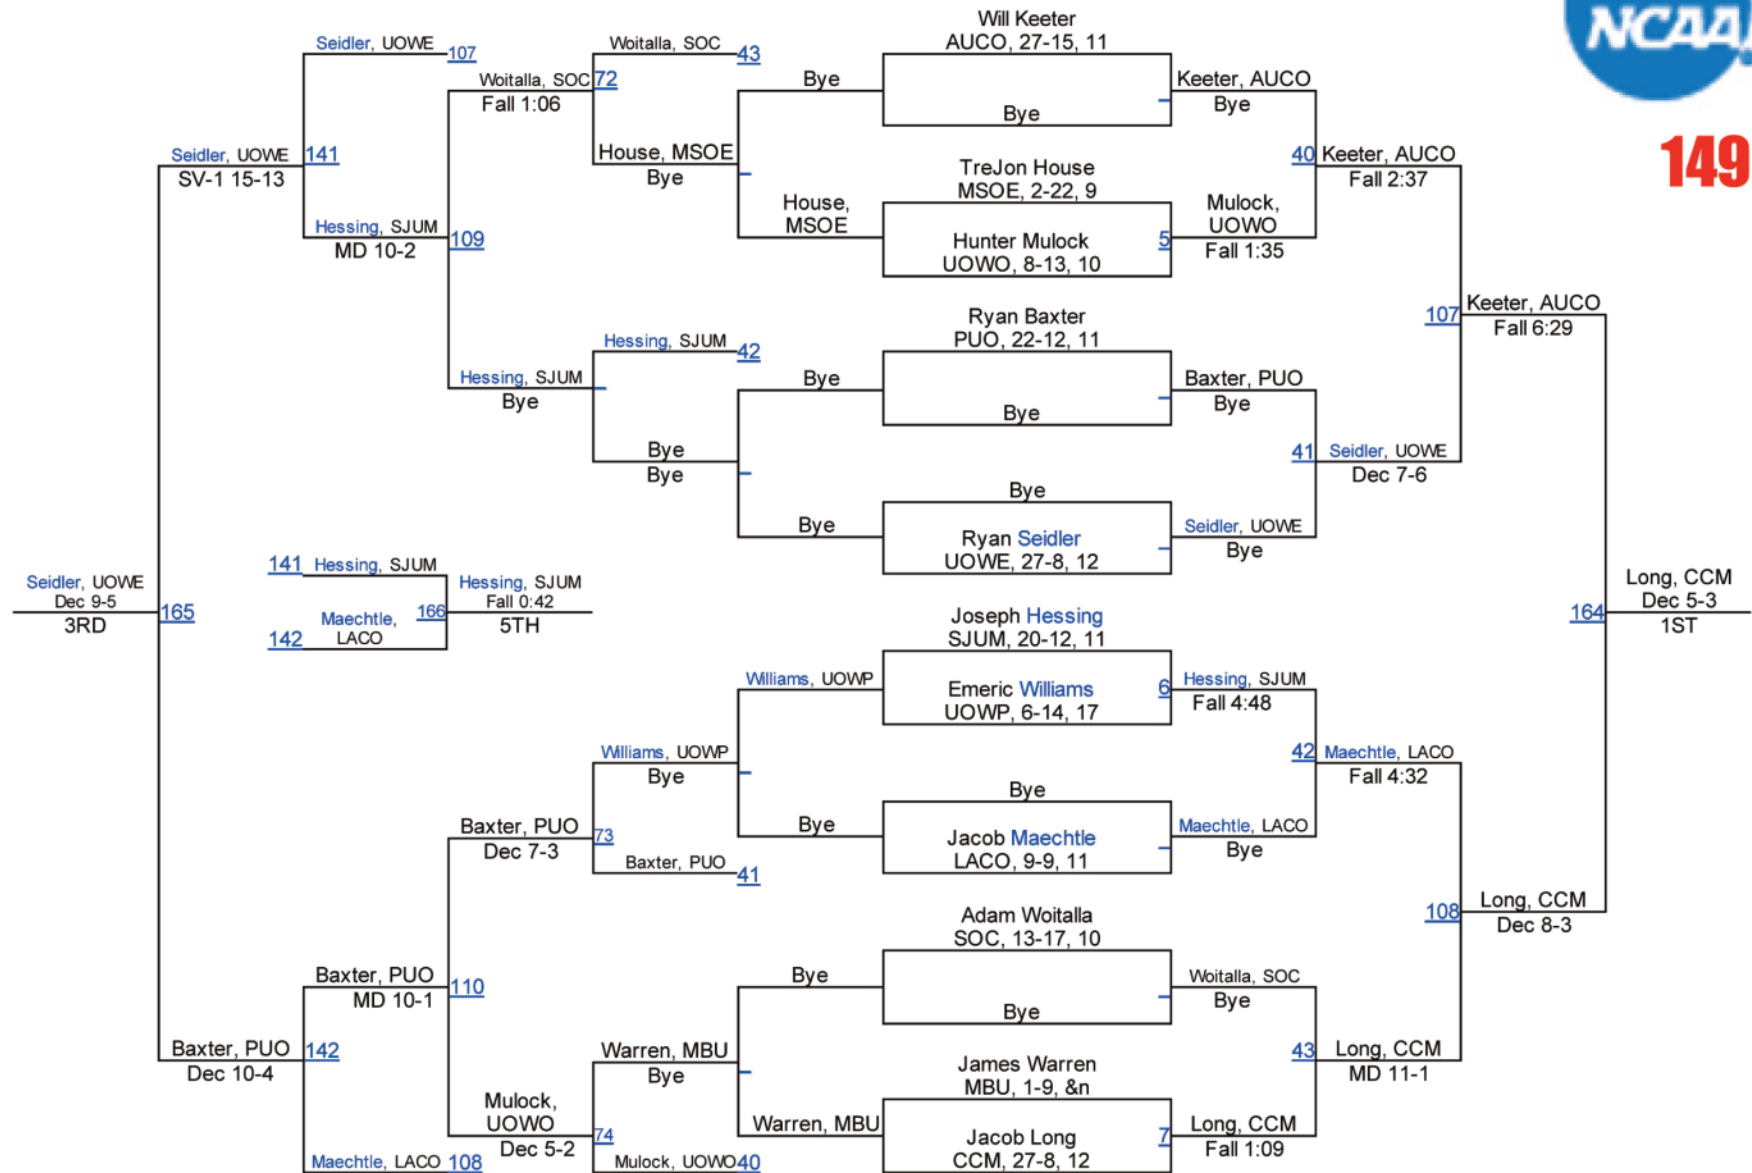 NCAA
149
Seidler, UOWE
107
Woitalla, SOC
43
Will Keeter
AUCO, 27-15, 11
Woitalla, SOC
72
Fall 1:06
Bye
Keeter, AUCO
Bye
Bye
Seidler, UOWE
141
SV-1 15-13
House, MSOE
Bye
TreJon House
MSOE, 2-22, 9
40
Keeter, AUCO
Fall 2:37
Hessing, SJUM
109
MD 10-2
House,
MSOE
Hunter Mulock
UOWO, 8-13, 10
5
Mulock,
UOWO
Fall 1:35
Ryan Baxter
PUO, 22-12, 11
107
Keeter, AUCO
Fall 6:29
Hessing, SJUM
42
Hessing, SJUM
Bye
Bye
Bye
Baxter, PUO
Bye
Bye
Bye
41
Seidler, UOWE
Dec 7-6
Bye
Bye
Ryan Seidler
UOWE, 27-8, 12
Seidler, UOWE
Bye
141
Hessing, SJUM
Seidler, UOWE
Dec 9-5
3RD
165
Maechtle,
LACO
142
166
Hessing, SJUM
Fall 0:42
5TH
Joseph Hessing
SJUM, 20-12, 11
164
Long, CCM
Dec 5-3
1ST
Williams, UOWP
Emeric Williams
UOWP, 6-14, 17
6
Hessing, SJUM
Fall 4:48
Williams, UOWP
Bye
42
Maechtle, LACO
Fall 4:32
Bye
Baxter, PUO
73
Dec 7-3
Bye
Jacob Maechtle
LACO, 9-9, 11
Maechtle, LACO
Bye
Baxter, PUO
41
Adam Woitalla
SOC, 13-17, 10
108
Long, CCM
Dec 8-3
Baxter, PUO
110
MD 10-1
Bye
Bye
Woitalla, SOC
Bye
Baxter, PUO
142
Dec 10-4
Warren, MBU
Bye
James Warren
MBU, 1-9, &n
43
Long, CCM
MD 11-1
Mulock,
UOWO
74
Dec 5-2
Warren, MBU
Jacob Long
CCM, 27-8, 12
7
Long, CCM
Fall 1:09
Maechtle, LACO
108
Mulock, UOWO
40